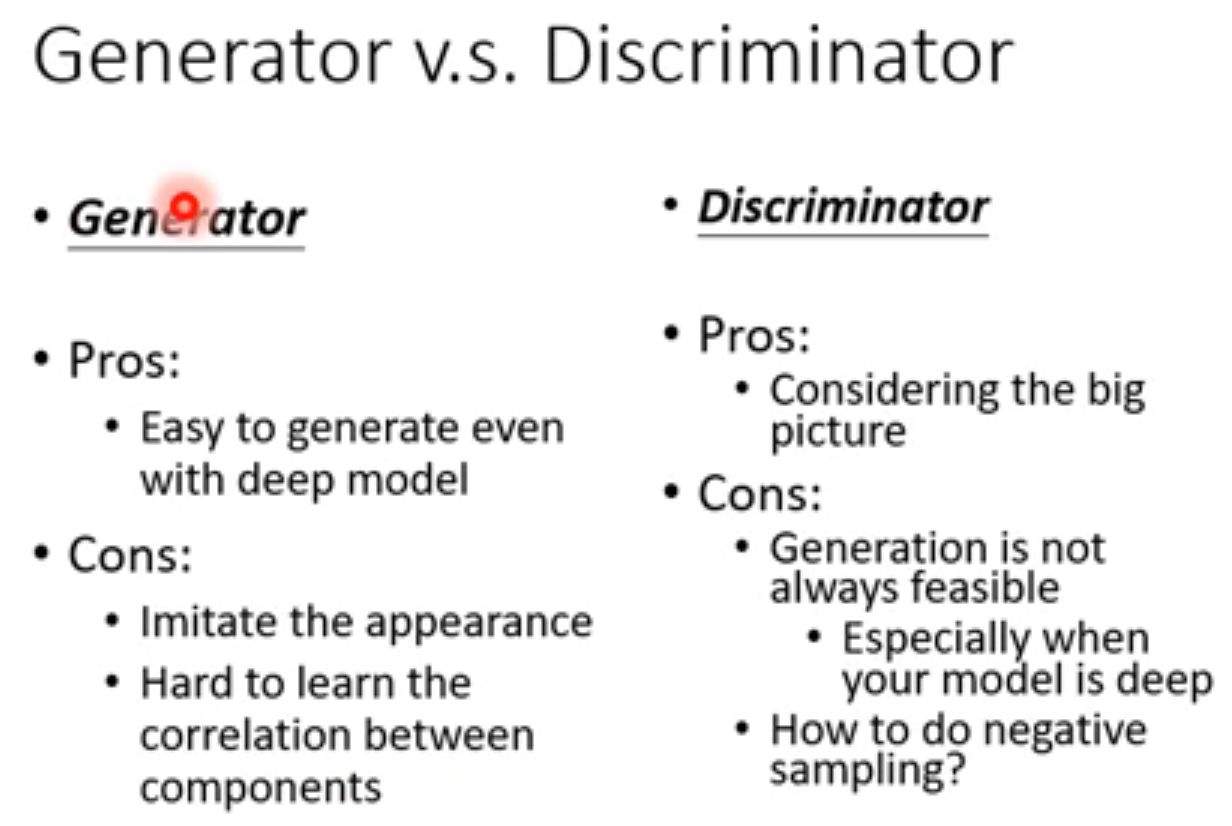 Generator v.s. Discriminator
• Generator
• Pros:
• Easy to generate even
with deep model
• Cons:
• Imitate the appearance
• Hard to learn the
correlation between
components
• Discriminator
• Pros:
• Considering the big
picture
• Cons:
• Generation is not
always feasible
• Especially when
your model is deep
• How to do negative
sampling?